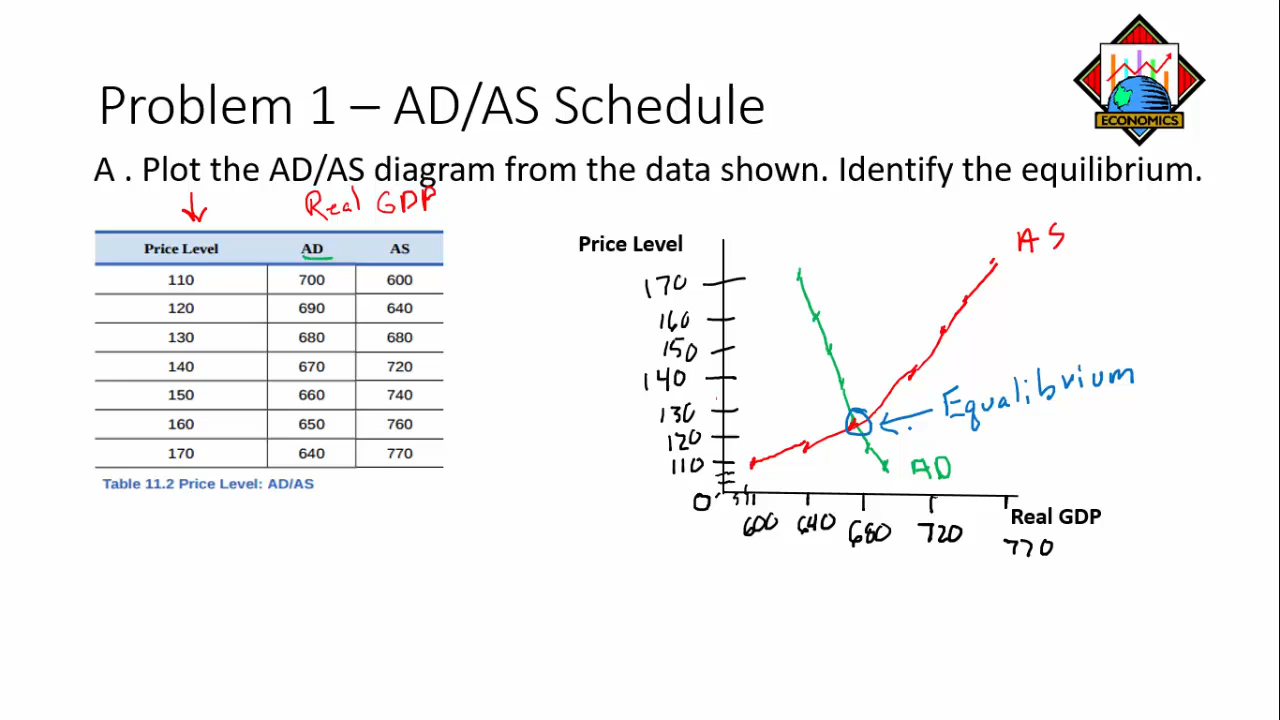 ECONOMICS
Problem 1 – AD/AS Schedule
A . Plot the AD/AS diagram from the data shown. Identify the equilibrium.
Real GDP
Price Level AD AS
110 700 600
120 690 640
130 680 680
140 670 720
150 660 740
160 650 760
170 640 770
Table 11.2 Price Level: AD/AS
Price Level
AS
170
160
150
140
130
120
110
0
Equalibrium
AD
600 640 680 720 770
Real GDP